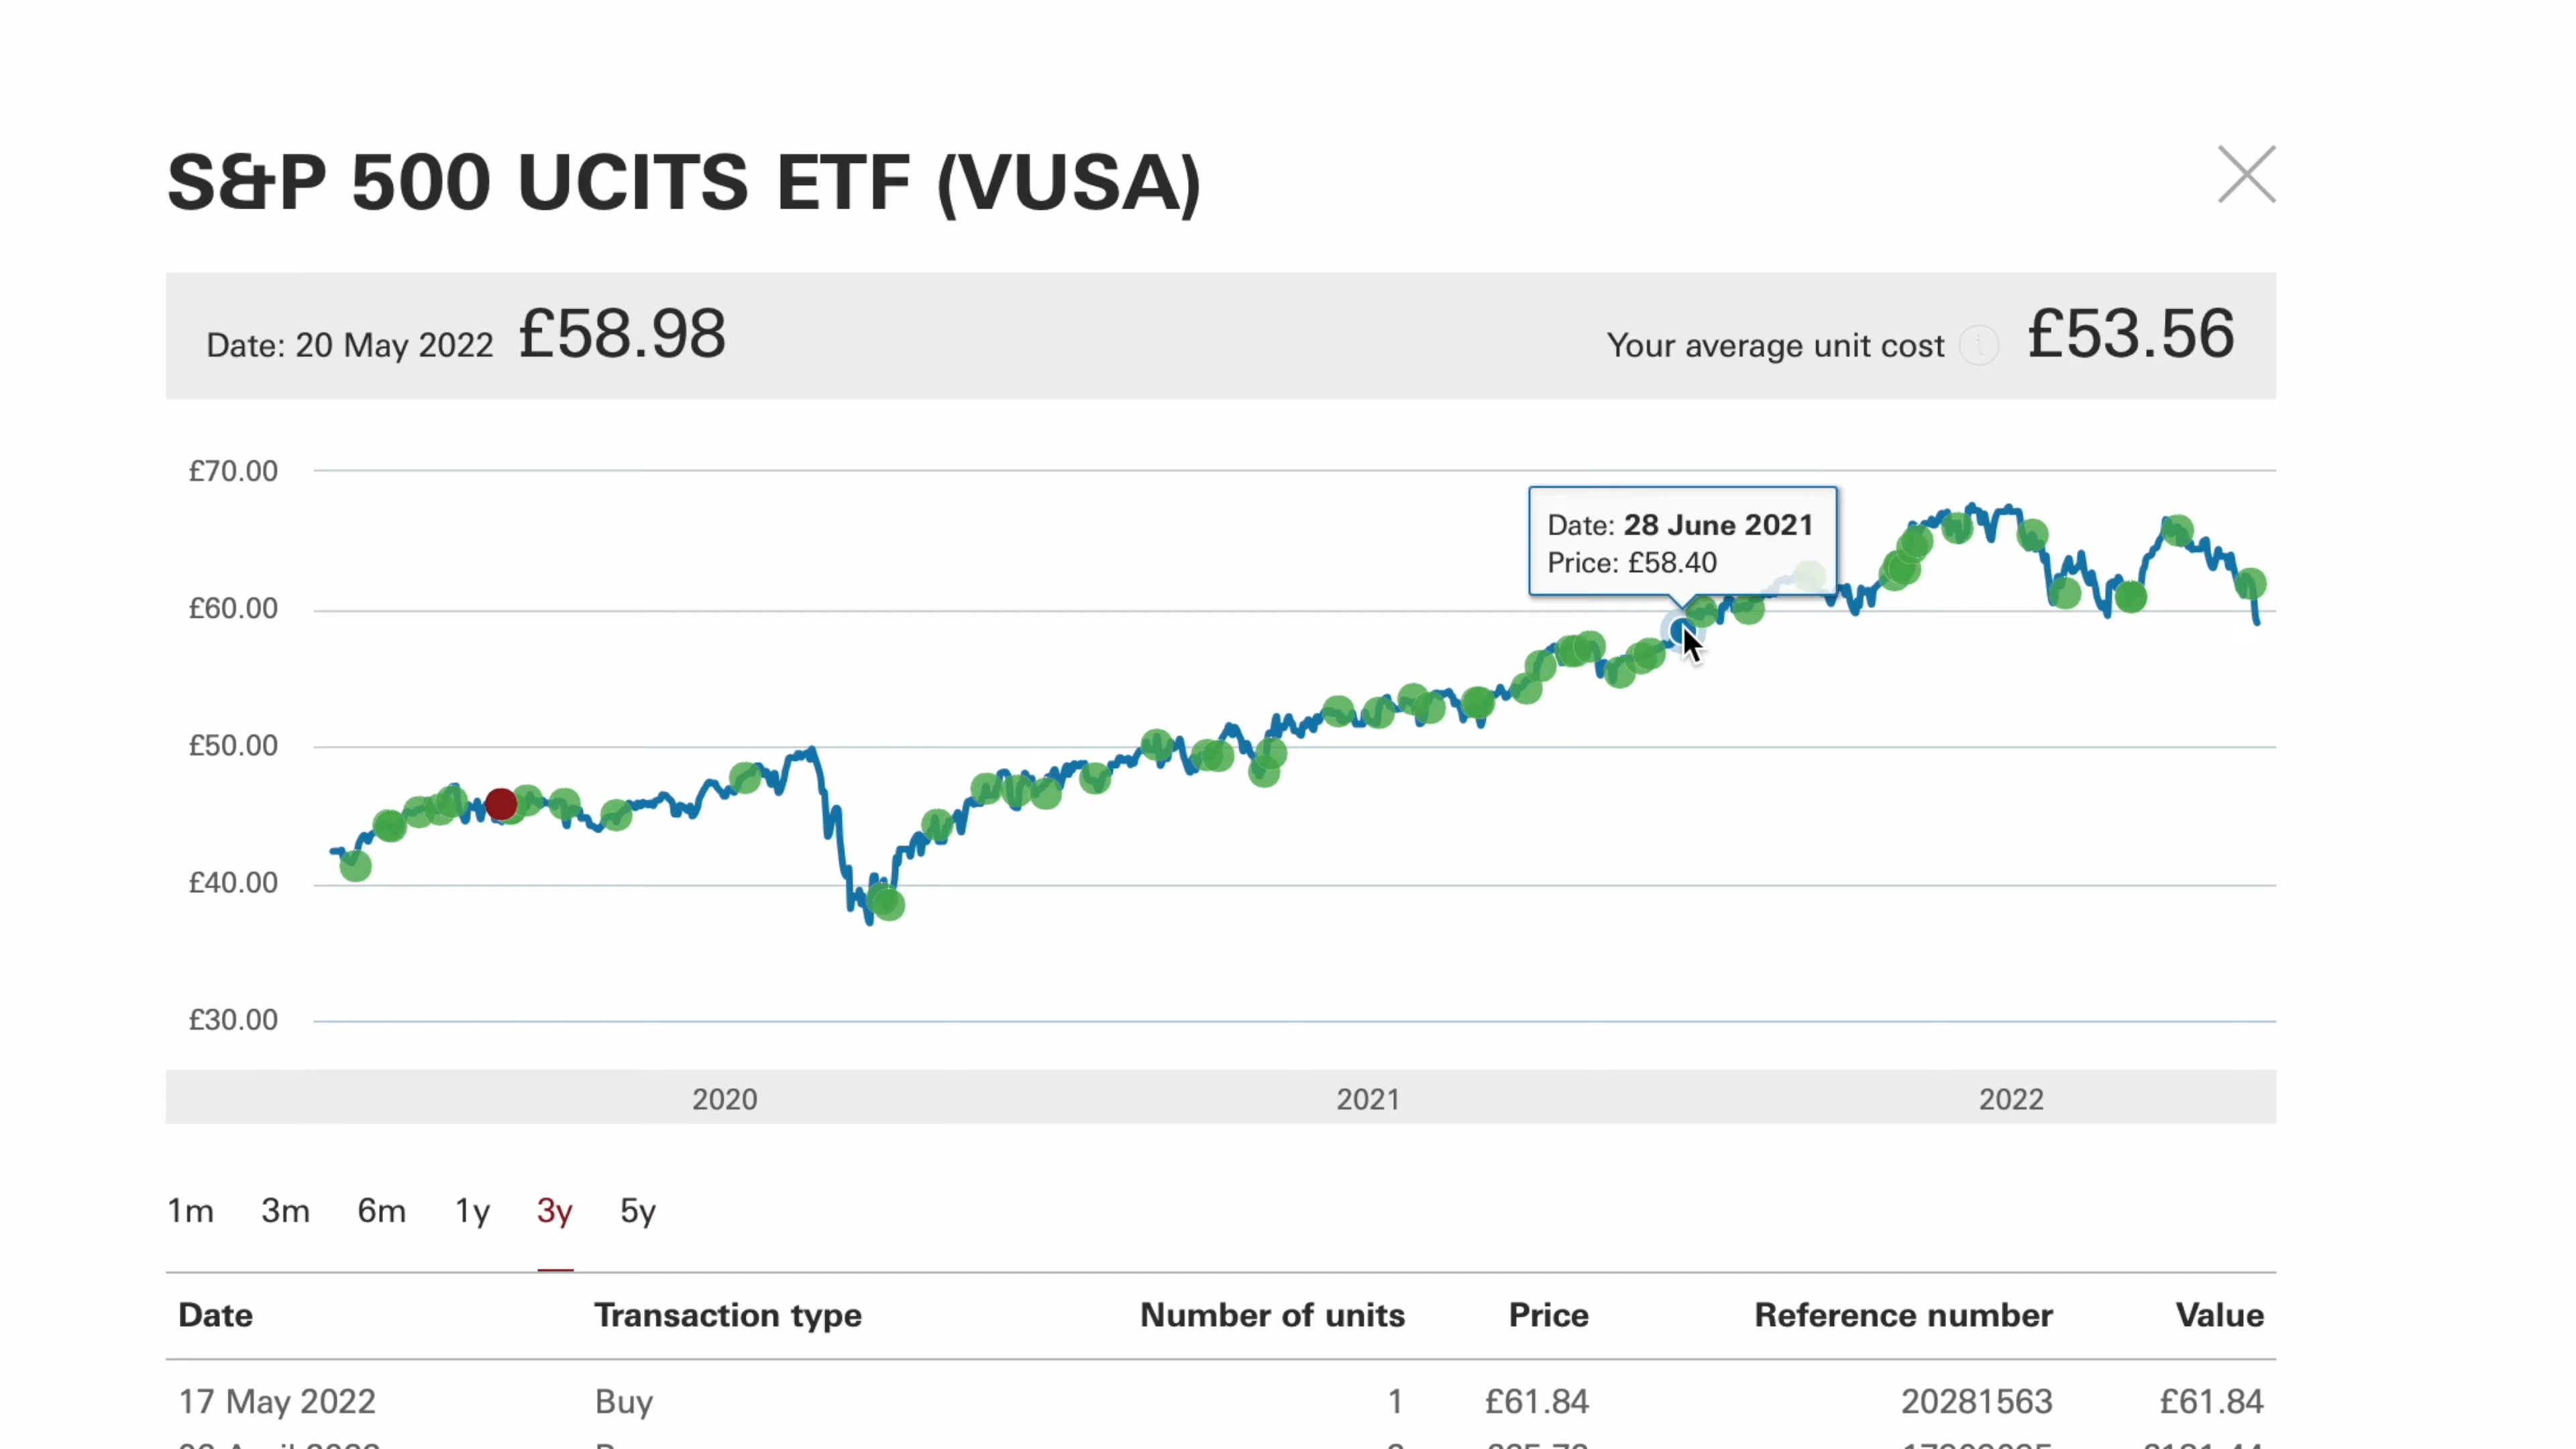 S&P 500 UCITS ETF (VUSA)
Date: 20 May 2022 £58.98
Your average unit cost i £53.56
£70.00
Date: 28 June 2021
Price: £58.40
£60.00
£50.00
£40.00
£30.00
2020 2021 2022
1m 3m 6m 1y 3y 5y
Date Transaction type Number of units Price Reference number Value
17 May 2022 Buy 1 £61.84 20281563 £61.84